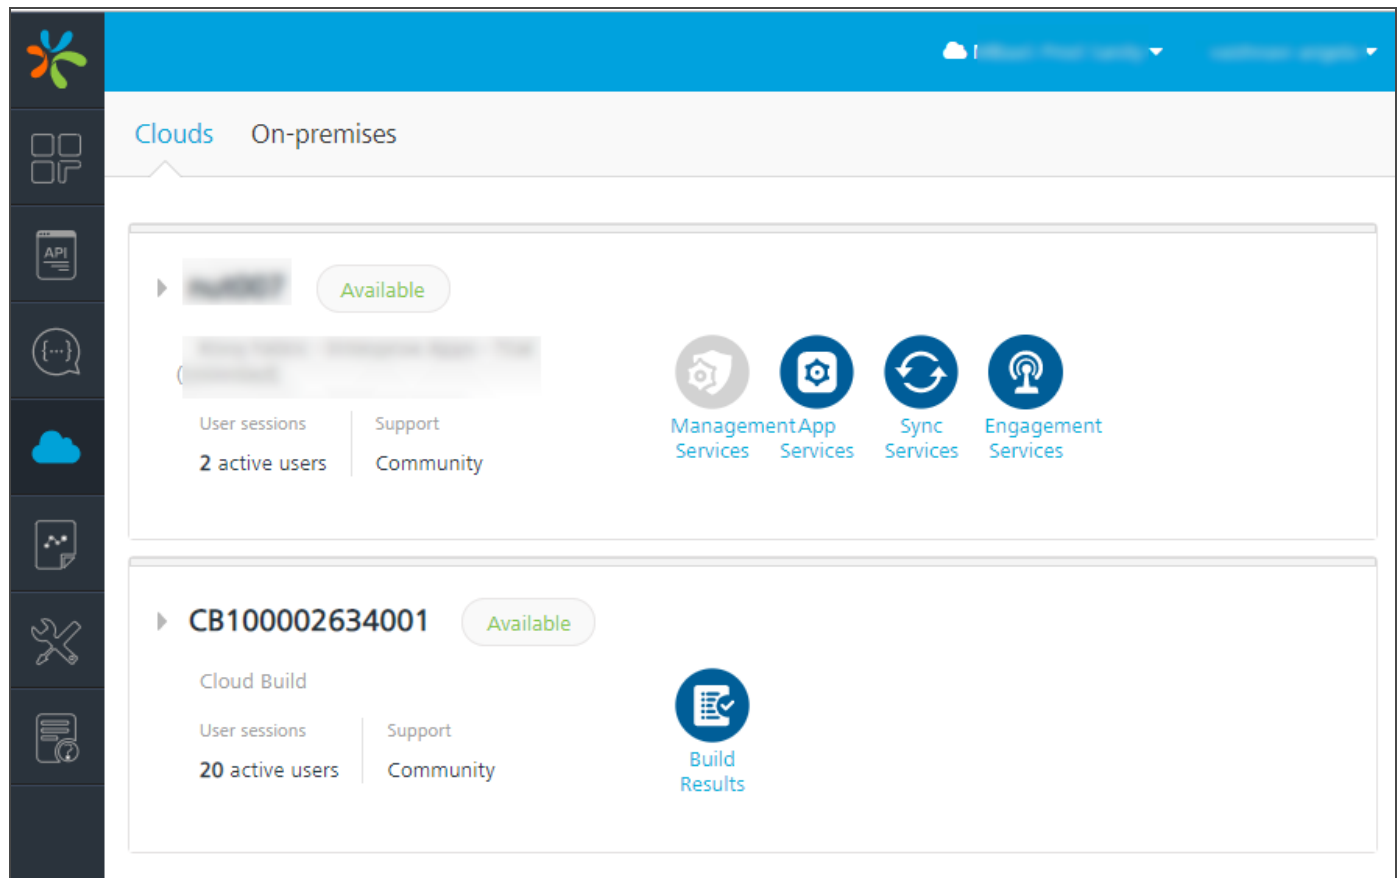 Clouds On-premises
API
Available
User sessions Support
2 active users Community
Management App Sync Engagement
Services Services Services Services
CB100002634001 Available
Cloud Build
User sessions Support
20 active users Community
Build
Results